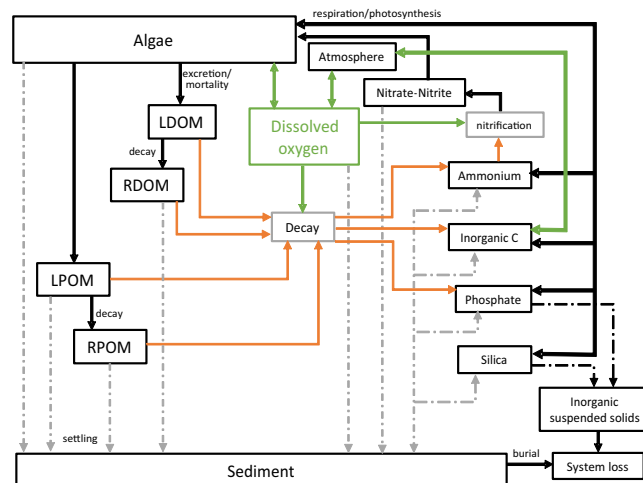 respiration/photosynthesis
Algae
Atmosphere
excretion/
mortality
Nitrate-Nitrite
LDOM
Dissolved
oxygen
nitrification
decay
RDOM
Ammonium
Decay
Inorganic C
LPOM
Phosphate
decay
RPOM
Silica
Inorganic
suspended solids
settling
burial
Sediment
System loss